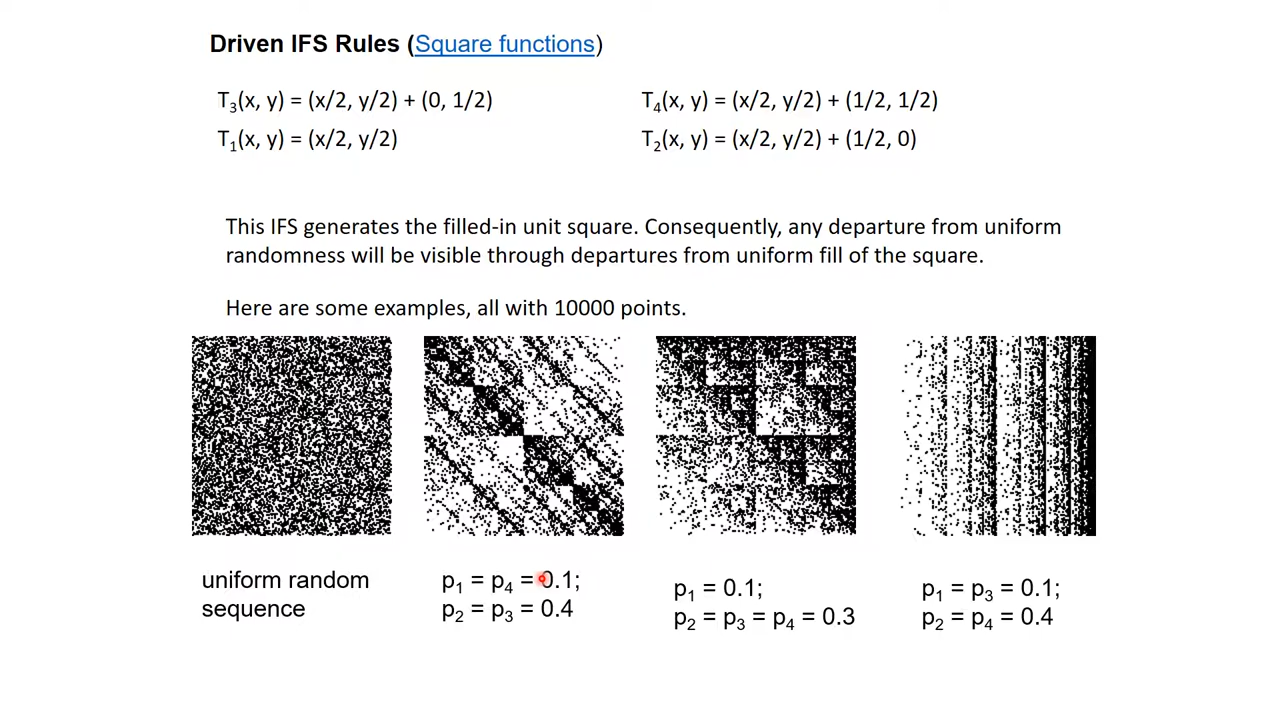 Driven IFS Rules (Square functions)
T₃(x, y) = (x/2, y/2) + (0, 1/2)
T₄(x, y) = (x/2, y/2) + (1/2, 1/2)
T₁(x, y) = (x/2, y/2)
T₂(x, y) = (x/2, y/2) + (1/2, 0)
This IFS generates the filled-in unit square. Consequently, any departure from uniform
randomness will be visible through departures from uniform fill of the square.
Here are some examples, all with 10000 points.
uniform random
sequence
p₁ = p₄ = 0.1;
p₂ = p₃ = 0.4
p₁ = 0.1;
p₂ = p₃ = p₄ = 0.3
p₁ = p₃ = 0.1;
p₂ = p₄ = 0.4